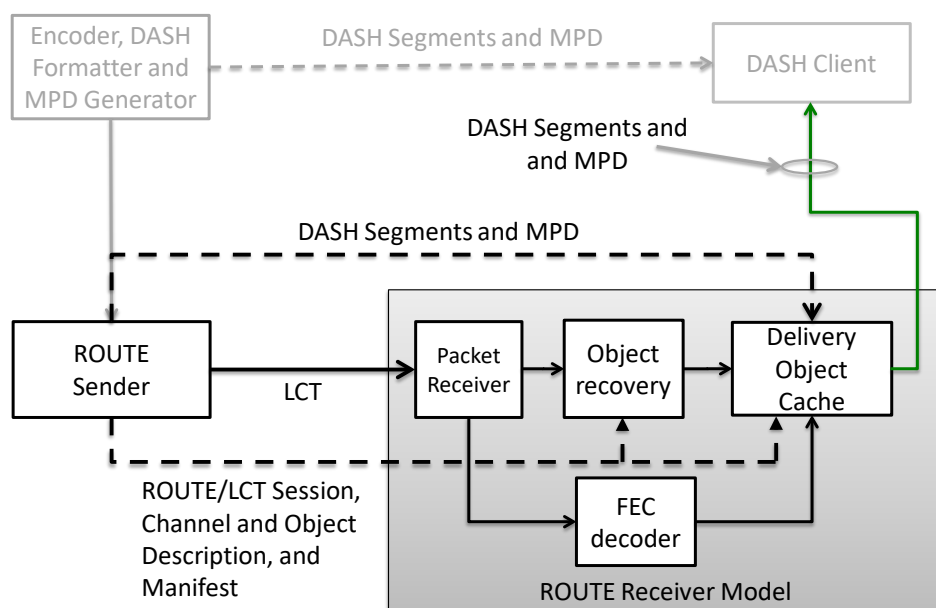 Encoder, DASH
Formatter and
MPD Generator
DASH Segments and MPD
DASH Client
DASH Segments and
and MPD
DASH Segments and MPD
ROUTE
Sender
LCT
Packet
Receiver
Object
recovery
Delivery
Object
Cache
ROUTE/LCT Session,
Channel and Object
Description, and
Manifest
FEC
decoder
ROUTE Receiver Model